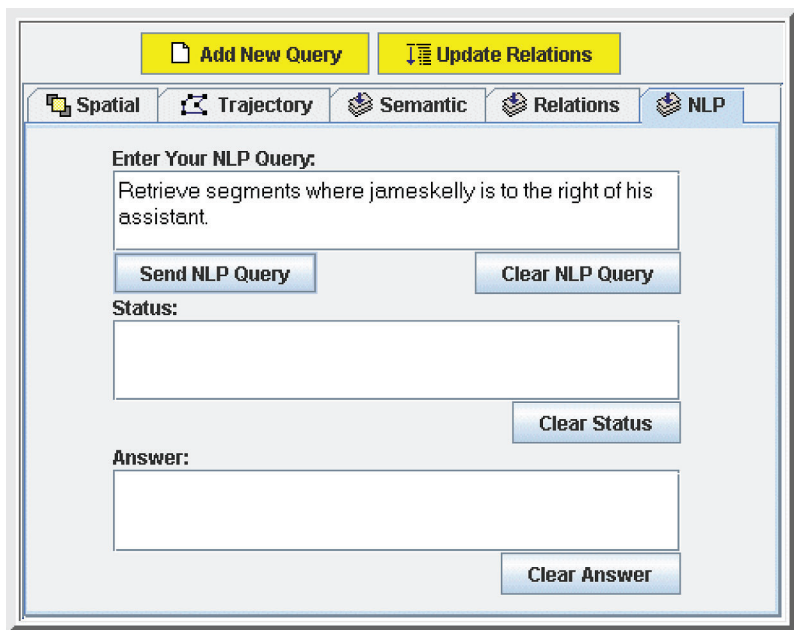 Add New Query Update Relations
Spatial Trajectory Semantic Relations NLP
Enter Your NLP Query:
Retrieve segments where jameskelly is to the right of his
assistant.
Send NLP Query Clear NLP Query
Status:
Clear Status
Answer:
Clear Answer